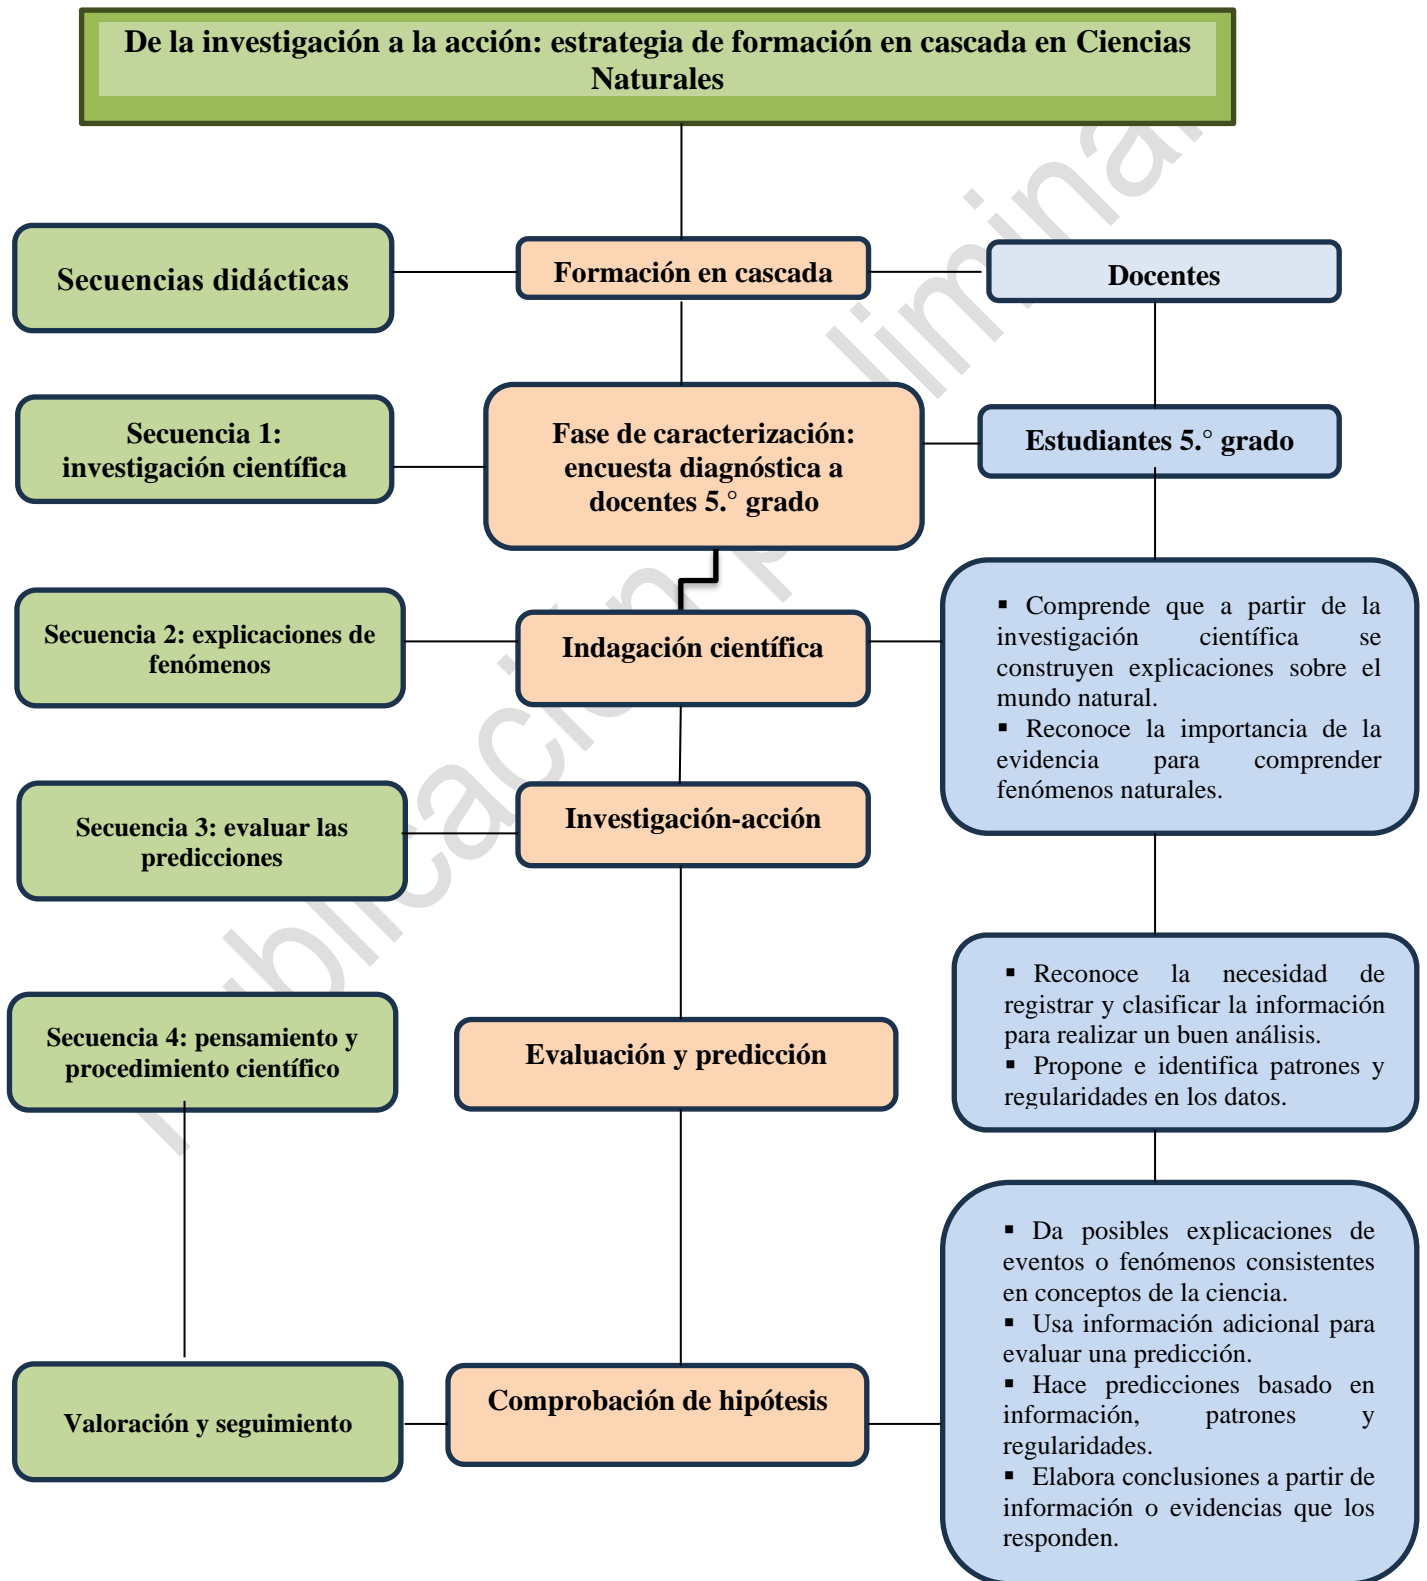 De la investigación a la acción: estrategia de formación en cascada en Ciencias
Naturales
Secuencias didácticas
Formación en cascada
Docentes
Secuencia 1:
investigación científica
Fase de caracterización:
encuesta diagnóstica a
docentes 5.° grado
Estudiantes 5.° grado
Secuencia 2: explicaciones de
fenómenos
Indagación científica
▪ Comprende que a partir de la
investigación científica se
construyen explicaciones sobre el
mundo natural.
▪ Reconoce la importancia de la
evidencia para comprender
fenómenos naturales.
Secuencia 3: evaluar las
predicciones
Investigación-acción
▪ Reconoce la necesidad de
registrar y clasificar la información
para realizar un buen análisis.
▪ Propone e identifica patrones y
regularidades en los datos.
Secuencia 4: pensamiento y
procedimiento científico
Evaluación y predicción
▪ Da posibles explicaciones de
eventos o fenómenos consistentes
en conceptos de la ciencia.
▪ Usa información adicional para
evaluar una predicción.
▪ Hace predicciones basado en
información, patrones y
regularidades.
▪ Elabora conclusiones a partir de
información o evidencias que los
responden.
Valoración y seguimiento
Comprobación de hipótesis